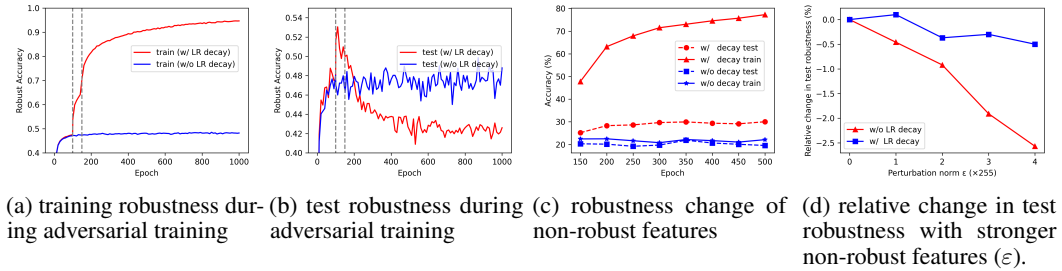 1.0
0.9
0.8
0.7
0.6
0.5
0.4
Robust Accuracy
train (w/ LR decay)
train (w/o LR decay)
200 400 600 800 1000
Epoch
0.54
0.52
0.50
0.48
0.46
0.44
0.42
0.40
Robust Accuracy
test (w/ LR decay)
test (w/o LR decay)
0 200 400 600 800 1000
Epoch
80
70
60
50
40
30
20
Accuracy (%)
w/ decay test
w/ decay train
w/o decay test
w/o decay train
150 200 250 300 350 400 450 500
Epoch
0.0
−0.5
−1.0
−1.5
−2.0
−2.5
Relative change in test robustness (%)
w/o LR decay
w/ LR decay
0 1 2 3 4
Perturbation norm ε (×255)
(a) training robustness dur-
ing adversarial training
(b) test robustness during
adversarial training
(c) robustness change of
non-robust features
(d) relative change in test
robustness with stronger
non-robust features (ε).